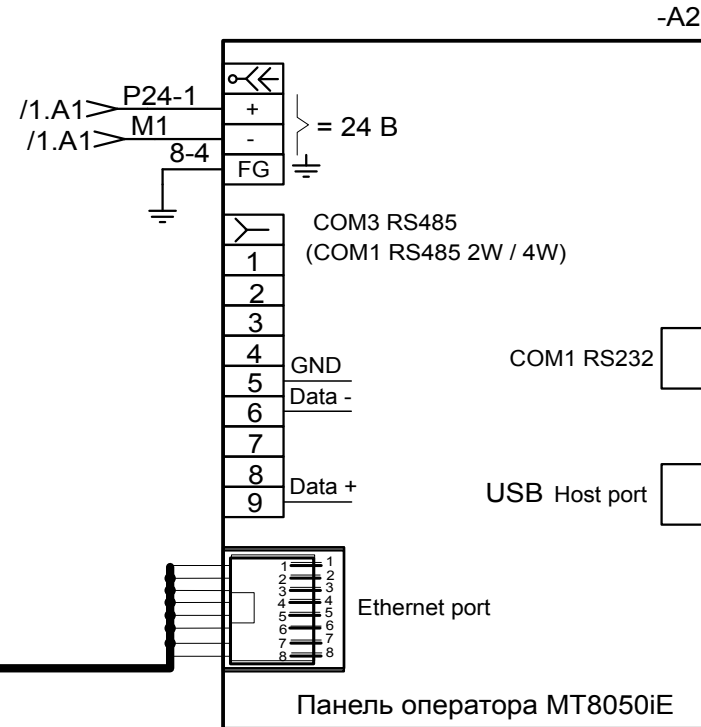 -A2
/1.A1 P24-1 +
/1.A1 M1 -
= 24 В
8-4 FG
COM3 RS485
(COM1 RS485 2W / 4W)
1
2
3
4
5 GND
6 Data -
7
8
9 Data +
COM1 RS232
USB Host port
1 1
2 2
3 3
4 4
5 5
6 6
7 7
8 8
Ethernet port
Панель оператора MT8050iE